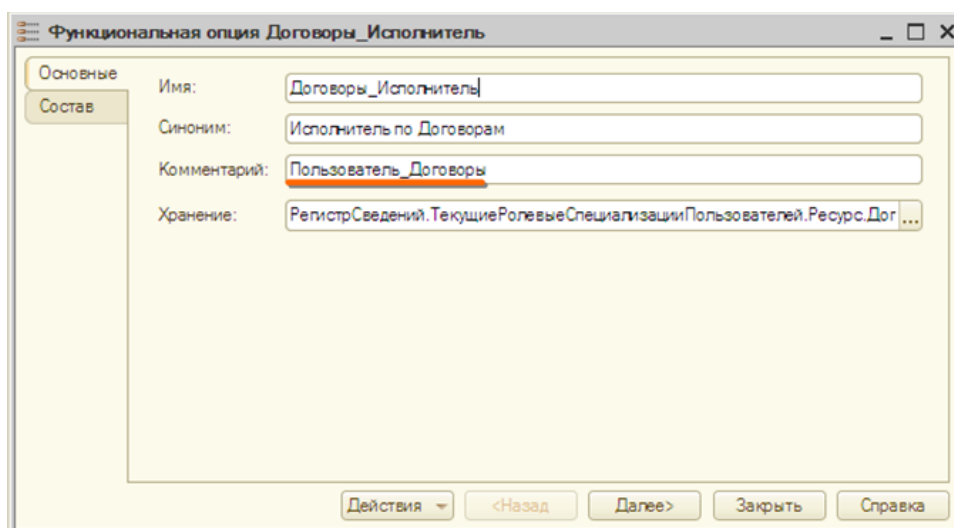 Функциональная опция Договоры_Исполнитель
Основные
Состав
Имя: Договоры_Исполнитель
Синоним: Исполнитель по Договорам
Комментарий: Пользователь_Договоры
Хранение: РегистрСведений.ТекущиеРолевыеСпециализацииПользователей.Ресурс.Дог ...
Действия <Назад Далее> Закрыть Справка